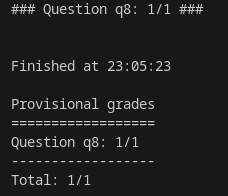 ### Question q8: 1/1 ###
Finished at 23:05:23
Provisional grades
==================
Question q8: 1/1
------------------
Total: 1/1